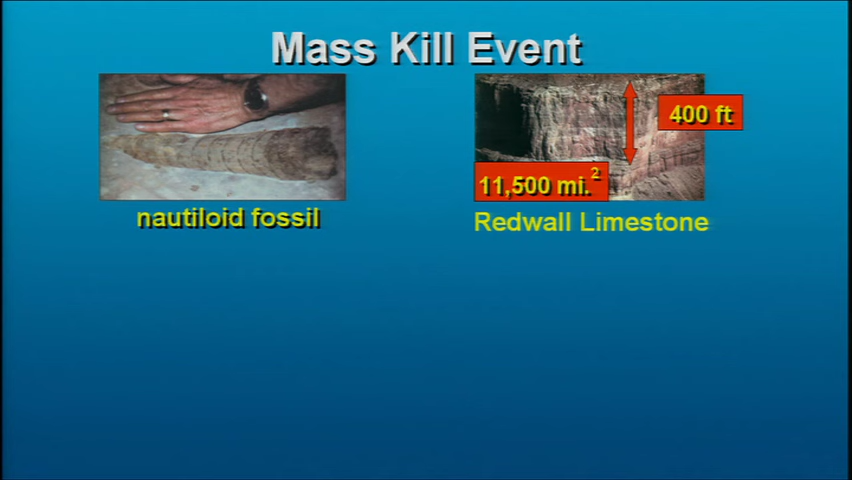 Mass Kill Event
400 ft
11,500 mi.²
nautiloid fossil
Redwall Limestone